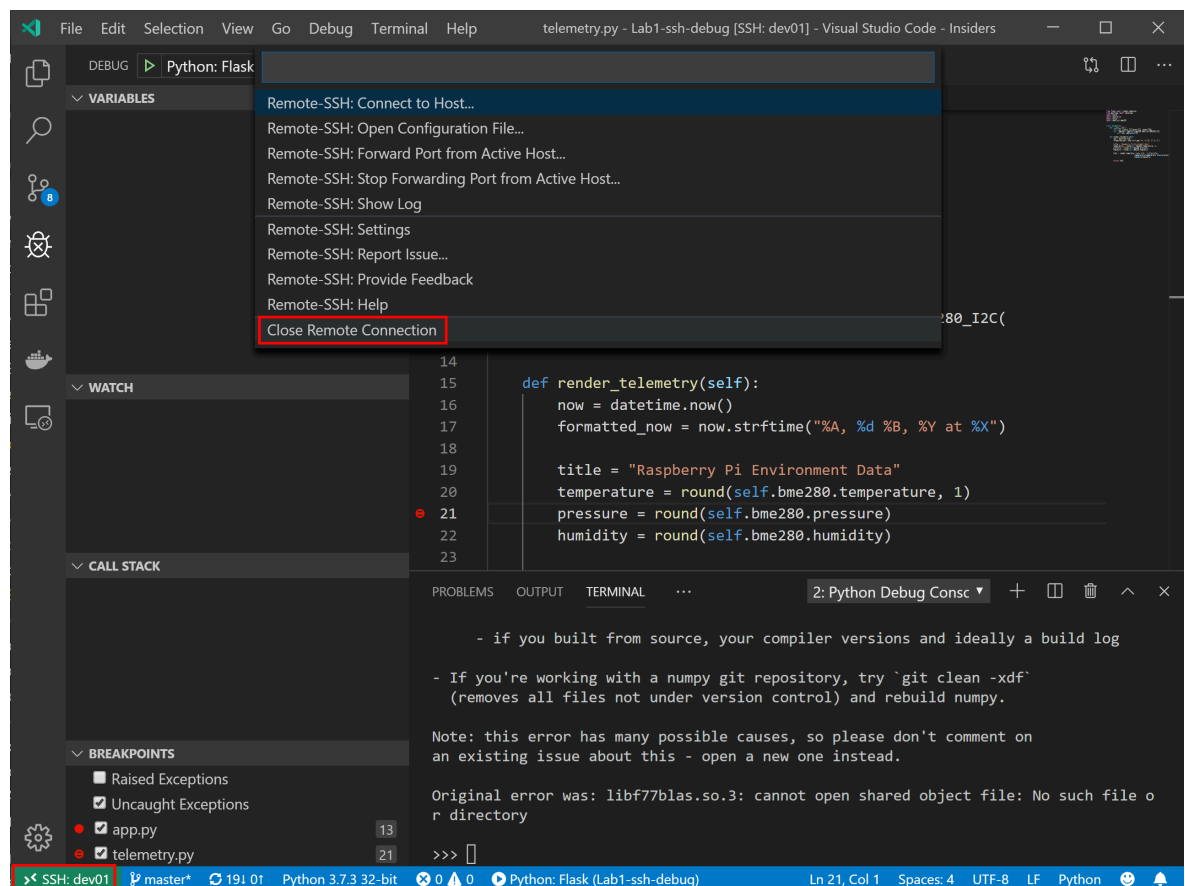 File Edit Selection View Go Debug Terminal Help telemetry.py - Lab1-ssh-debug [SSH: dev01] - Visual Studio Code - Insiders
DEBUG Python: Flask
VARIABLES
Remote-SSH: Connect to Host...
Remote-SSH: Open Configuration File...
Remote-SSH: Forward Port from Active Host...
Remote-SSH: Stop Forwarding Port from Active Host...
Remote-SSH: Show Log
Remote-SSH: Settings
Remote-SSH: Report Issue...
Remote-SSH: Provide Feedback
Remote-SSH: Help
Close Remote Connection
8
280_I2C(
14
15 def render_telemetry(self):
16 now = datetime.now()
17 formatted_now = now.strftime("%A, %d %B, %Y at %X")
18
19 title = "Raspberry Pi Environment Data"
20 temperature = round(self.bme280.temperature, 1)
21 pressure = round(self.bme280.pressure)
22 humidity = round(self.bme280.humidity)
23
WATCH
CALL STACK
PROBLEMS OUTPUT TERMINAL ··· 2: Python Debug Consc
- if you built from source, your compiler versions and ideally a build log
- If you're working with a numpy git repository, try `git clean -xdf`
(removes all files not under version control) and rebuild numpy.
Note: this error has many possible causes, so please don't comment on
an existing issue about this - open a new one instead.
Original error was: libf77blas.so.3: cannot open shared object file: No such file o
r directory
>>>
BREAKPOINTS
Raised Exceptions
Uncaught Exceptions
app.py 13
telemetry.py 21
SSH: dev01 master* 19↓ 0↑ Python 3.7.3 32-bit 0 0 Python: Flask (Lab1-ssh-debug) Ln 21, Col 1 Spaces: 4 UTF-8 LF Python